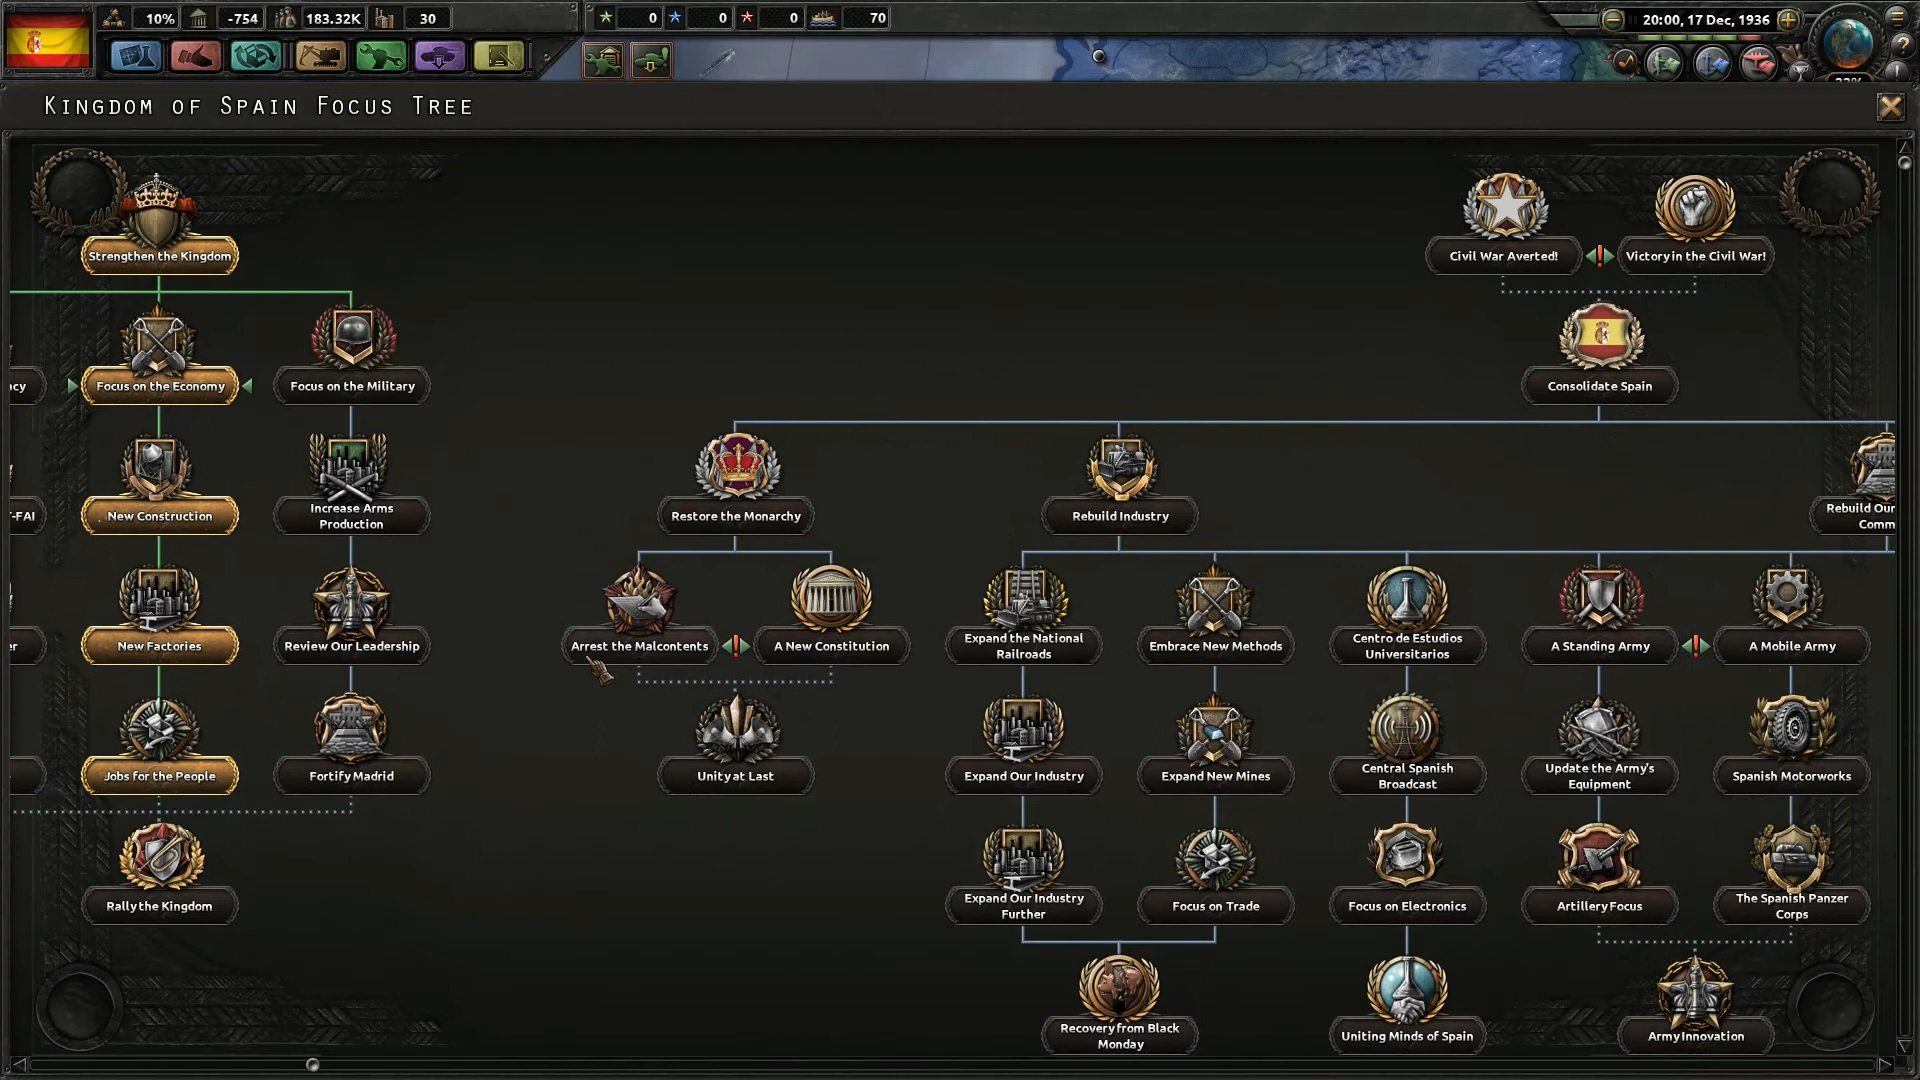 10%
-754
183.32K
30
0
0
0
70
20:00, 17 Dec, 1936
Kingdom of Spain Focus Tree
Strengthen the Kingdom
Civil War Averted!
Victory in the Civil War!
Focus on the Economy
Focus on the Military
Consolidate Spain
New Construction
Increase Arms
Production
Restore the Monarchy
Rebuild Industry
Rebuild Our
Comm
-FAI
New Factories
Review Our Leadership
Arrest the Malcontents
A New Constitution
Expand the National
Railroads
Embrace New Methods
Centro de Estudios
Universitarios
A Standing Army
A Mobile Army
Jobs for the People
Fortify Madrid
Unity at Last
Expand Our Industry
Expand New Mines
Central Spanish
Broadcast
Update the Army's
Equipment
Spanish Motorworks
Rally the Kingdom
Expand Our Industry
Further
Focus on Trade
Focus on Electronics
Artillery Focus
The Spanish Panzer
Corps
Recovery from Black
Monday
Uniting Minds of Spain
Army Innovation